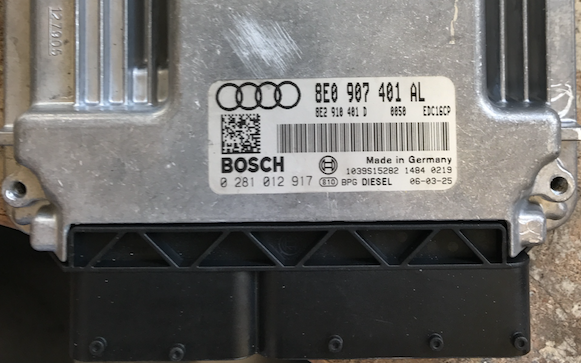 8E0 907 401 AL
8E2 910 401 D 0050 EDC16CP
BOSCH
Made in Germany
1039S15282 1484 0219
0 281 012 917 810 BPG DIESEL 06-03-25